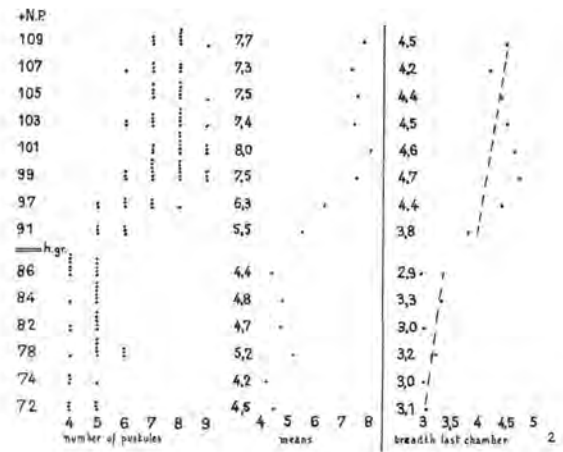 +N.P.
109 7,7 4,5
107 7,3 4,2
105 7,5 4,4
103 7,4 4,5
101 8,0 4,6
99 7,5 4,7
97 6,3 4,4
91 5,5 3,8
h.gr.
86 4,4 2,9
84 4,8 3,3
82 4,7 3,0
78 5,2 3,2
74 4,2 3,0
72 4,6 3,1
4 5 6 7 8 9 4 5 6 7 8 3 3,5 4 4,5 5
number of pustules means breadth last chamber 2